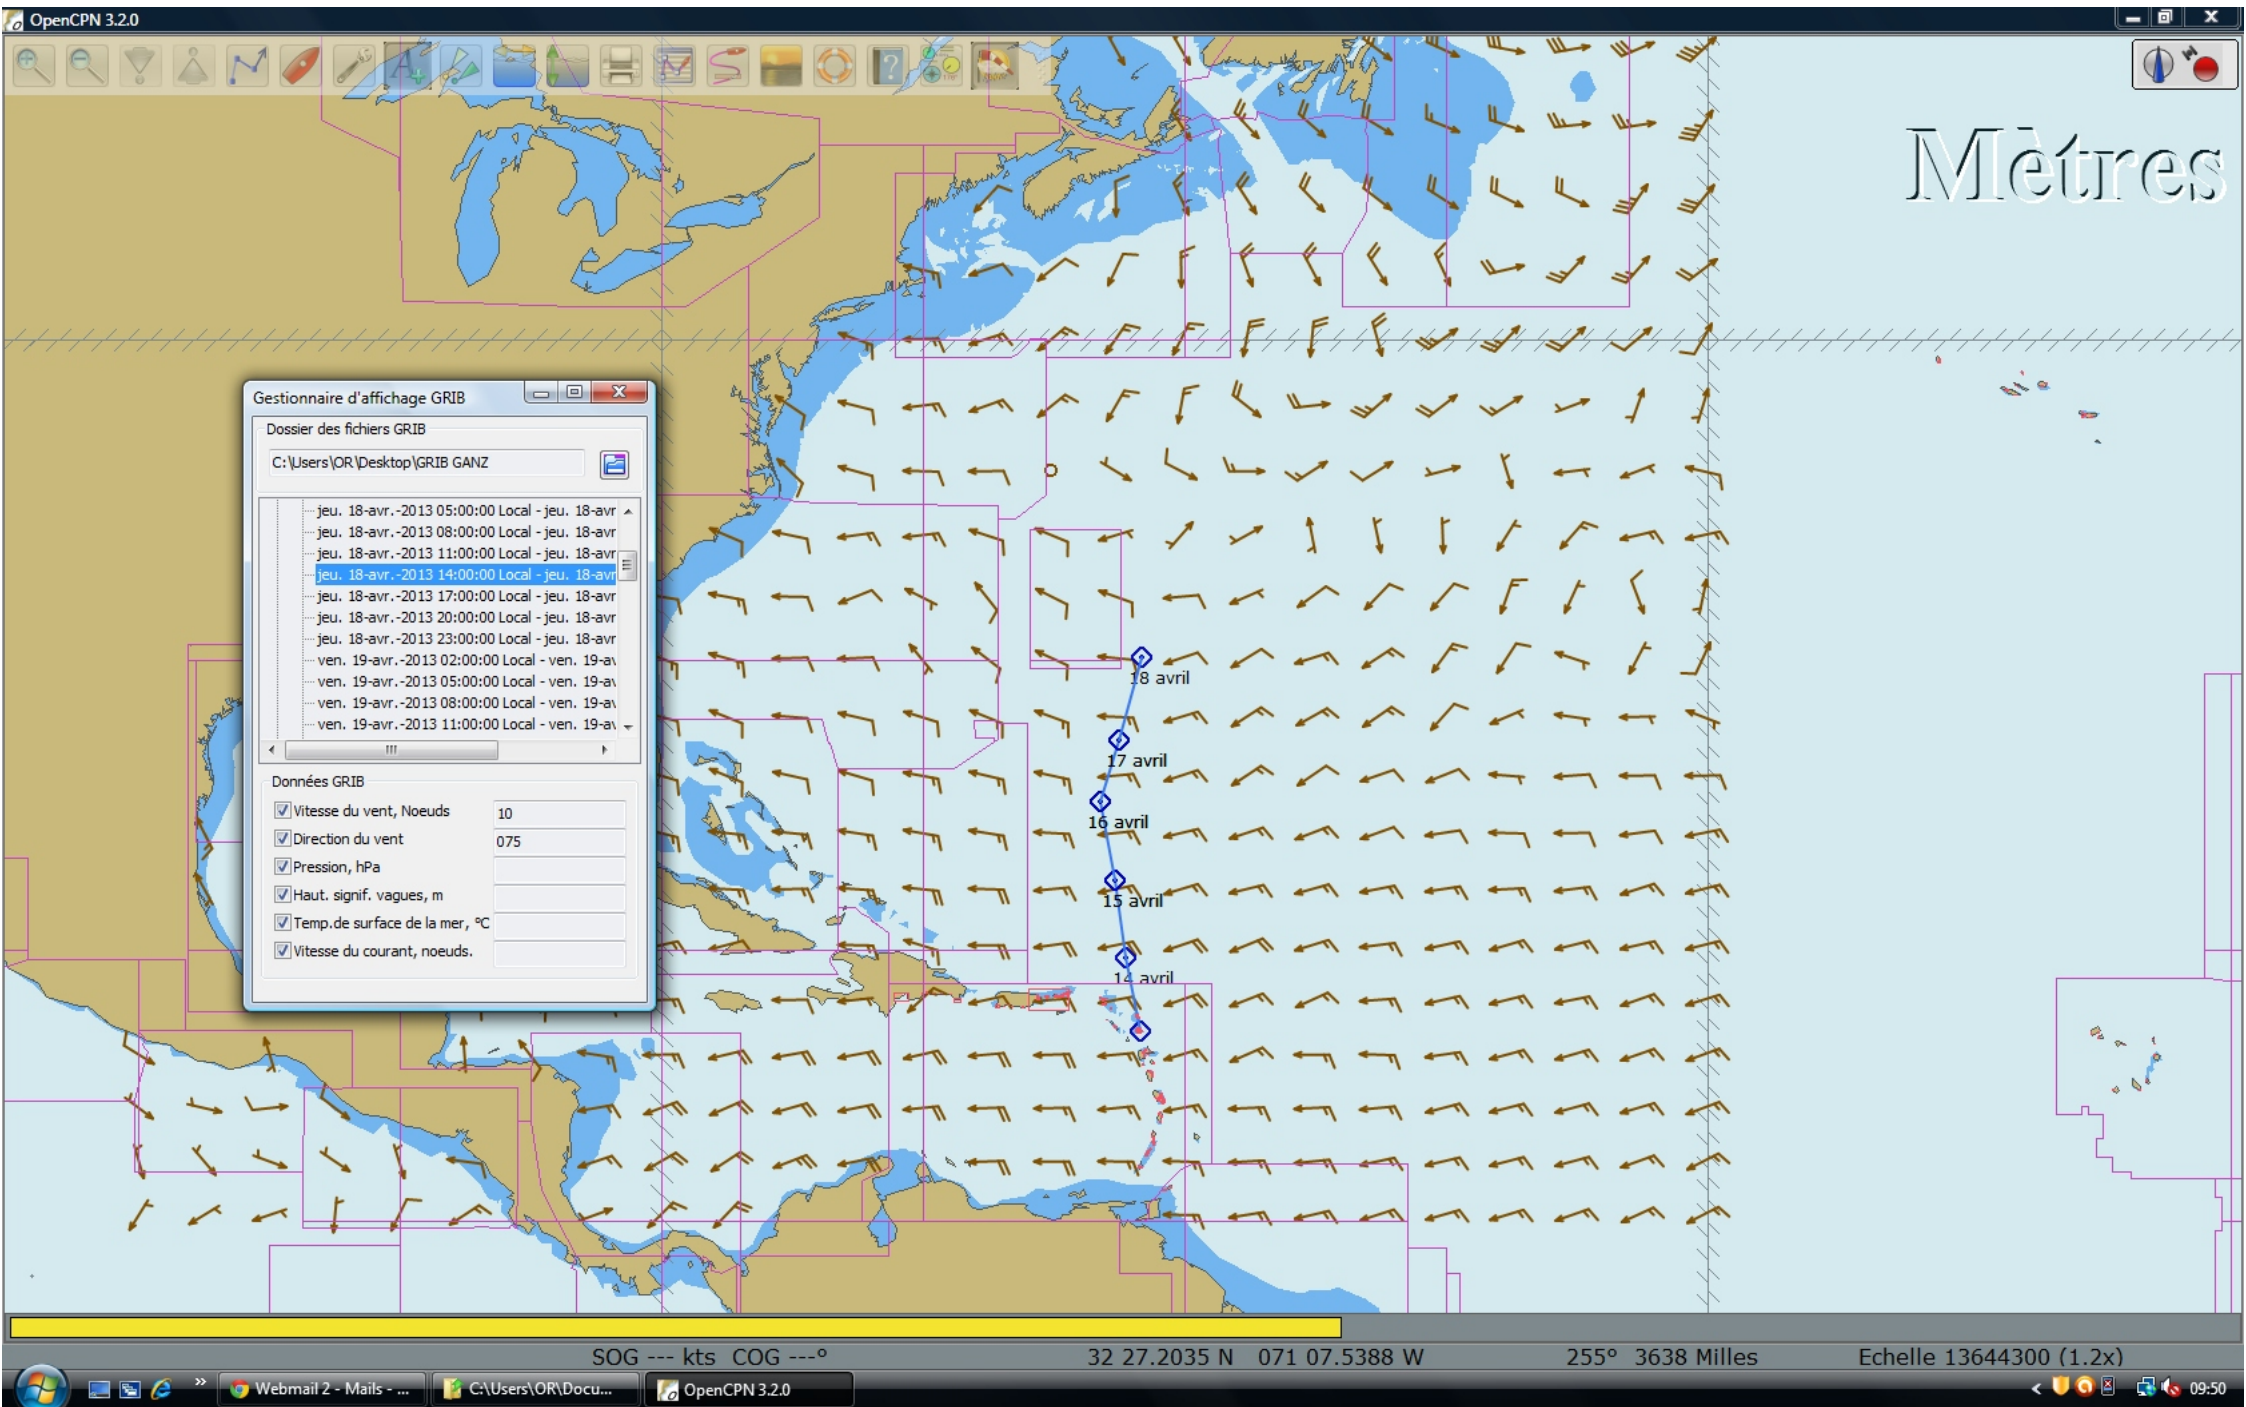 OpenCPN 3.2.0
Mètres
Gestionnaire d'affichage GRIB
Dossier des fichiers GRIB
C:\Users\OR\Desktop\GRIB GANZ
jeu. 18-avr.-2013 05:00:00 Local - jeu. 18-avr
jeu. 18-avr.-2013 08:00:00 Local - jeu. 18-avr
jeu. 18-avr.-2013 11:00:00 Local - jeu. 18-avr
jeu. 18-avr.-2013 14:00:00 Local - jeu. 18-avr
jeu. 18-avr.-2013 17:00:00 Local - jeu. 18-avr
jeu. 18-avr.-2013 20:00:00 Local - jeu. 18-avr
jeu. 18-avr.-2013 23:00:00 Local - jeu. 18-avr
ven. 19-avr.-2013 02:00:00 Local - ven. 19-av
ven. 19-avr.-2013 05:00:00 Local - ven. 19-av
ven. 19-avr.-2013 08:00:00 Local - ven. 19-av
ven. 19-avr.-2013 11:00:00 Local - ven. 19-av
Données GRIB
Vitesse du vent, Noeuds 10
Direction du vent 075
Pression, hPa
Haut. signif. vagues, m
Temp.de surface de la mer, °C
Vitesse du courant, noeuds.
18 avril
17 avril
16 avril
15 avril
14 avril
SOG --- kts COG ---° 32 27.2035 N 071 07.5388 W 255° 3638 Milles Echelle 13644300 (1.2x)
Webmail 2 - Mails - ... C:\Users\OR\Docu... OpenCPN 3.2.0 09:50